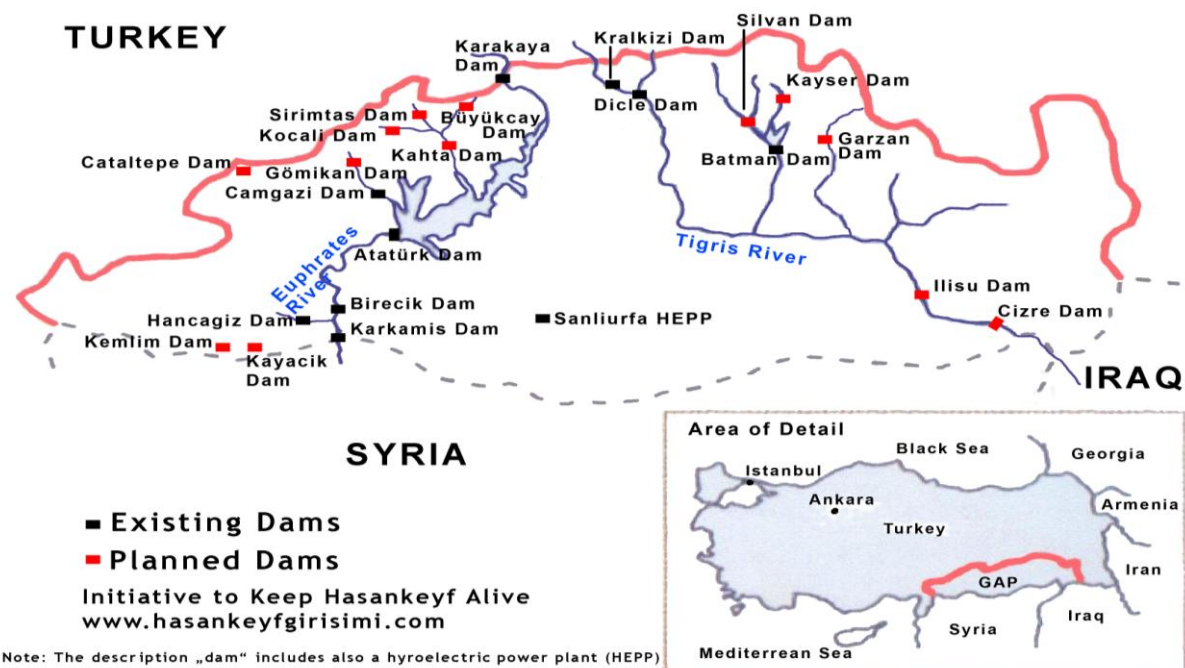 TURKEY
Silvan Dam
Kralkizi Dam
Karakaya
Dam
Kayser Dam
Sirimtas Dam
Büyükcay
Dam
Dicle Dam
Kocali Dam
Garzan
Dam
Cataltepe Dam
Kahta Dam
Batman Dam
Gömikan Dam
Camgazi Dam
Tigris River
Atatürk Dam
Euphrates
River
Ilisu Dam
Birecik Dam
Cizre Dam
Hancagiz Dam
Karkamis Dam
Sanliurfa HEPP
Kemlim Dam
Kayacik
Dam
IRAQ
SYRIA
Existing Dams
Planned Dams
Initiative to Keep Hasankeyf Alive
www.hasankeyfgirisimi.com
Note: The description „dam“ includes also a hyroelectric power plant (HEPP)
Area of Detail
Black Sea
Georgia
Istanbul
Ankara
Armenia
Turkey
Iran
GAP
Iraq
Syria
Mediterrean Sea